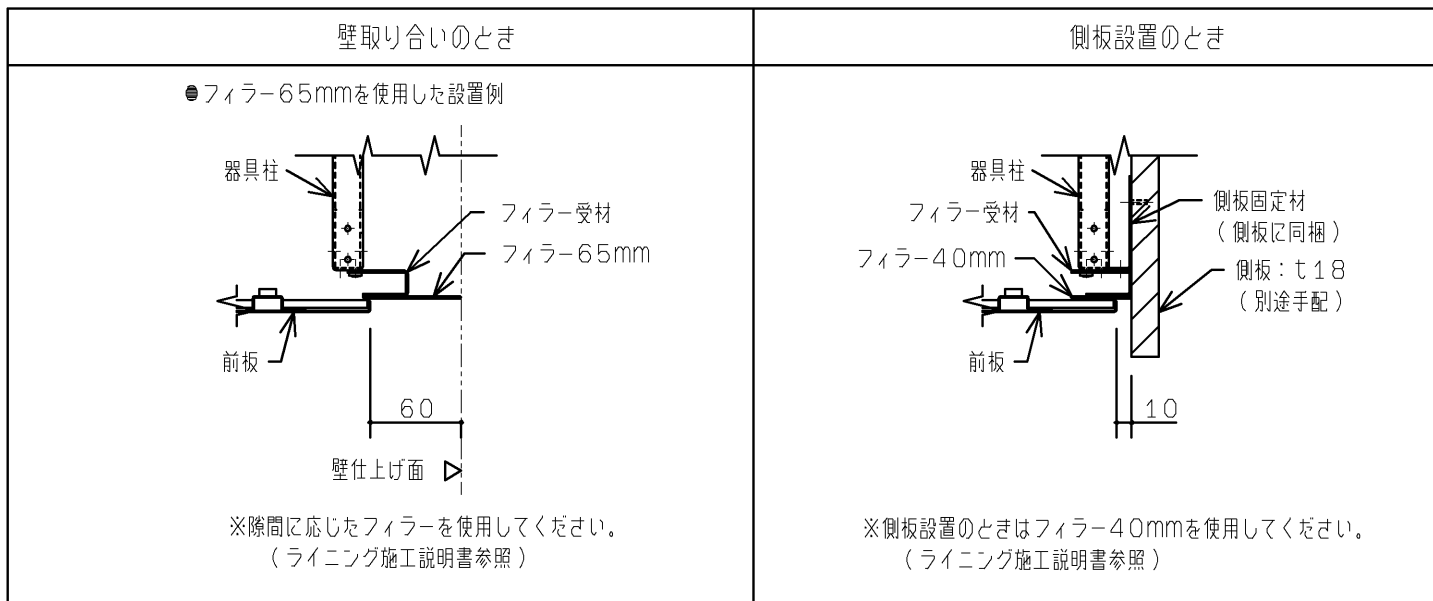 壁取り合いのとき
●フィラー65mmを使用した設置例
器具柱
フィラー受材
フィラー65mm
前板
60
壁仕上げ面
※隙間に応じたフィラーを使用してください。
(ライニング施工説明書参照)
側板設置のとき
器具柱
フィラー受材
フィラー40mm
前板
側板固定材
(側板に同梱)
側板:t18
(別途手配)
10
※側板設置のときはフィラー40mmを使用してください。
(ライニング施工説明書参照)